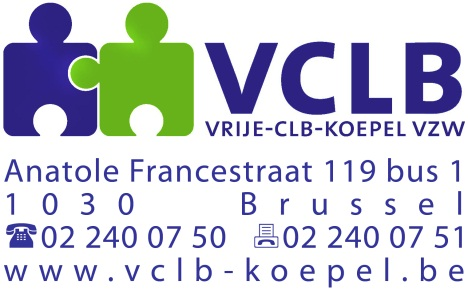 VCLB
VRIJE-CLB-KOEPEL VZW
Anatole Francestraat 119 bus 1
1030 Brussel
☎02 240 07 50 02 240 07 51
www.vclb-koepel.be